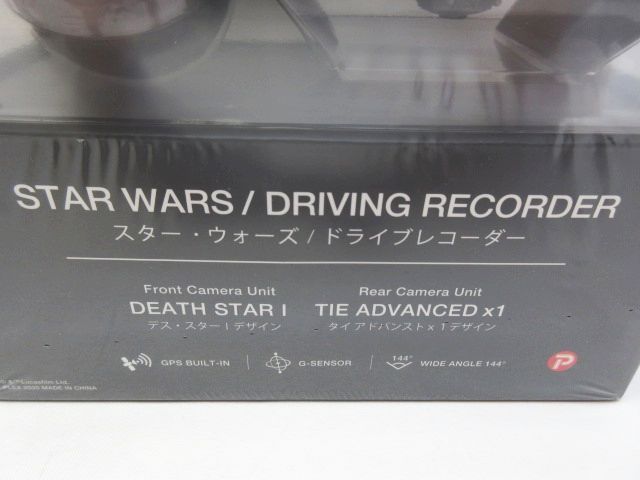 STAR WARS / DRIVING RECORDER
スター・ウォーズ / ドライブレコーダー
Front Camera Unit
DEATH STAR I
デス・スター I デザイン
Rear Camera Unit
TIE ADVANCED x1
タイ アドバンスト x 1 デザイン
GPS BUILT-IN
G-SENSOR
144°
WIDE ANGLE 144°
P
Lucasfilm Ltd.
2020 MADE IN CHINA